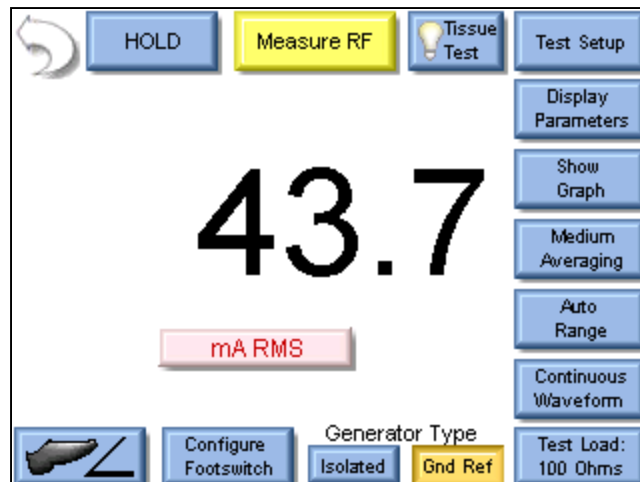 HOLD
Measure RF
Tissue
Test
Test Setup
Display
Parameters
Show
Graph
43.7
Medium
Averaging
Auto
Range
mA RMS
Continuous
Waveform
Configure
Footswitch
Generator Type
Isolated
Gnd Ref
Test Load:
100 Ohms